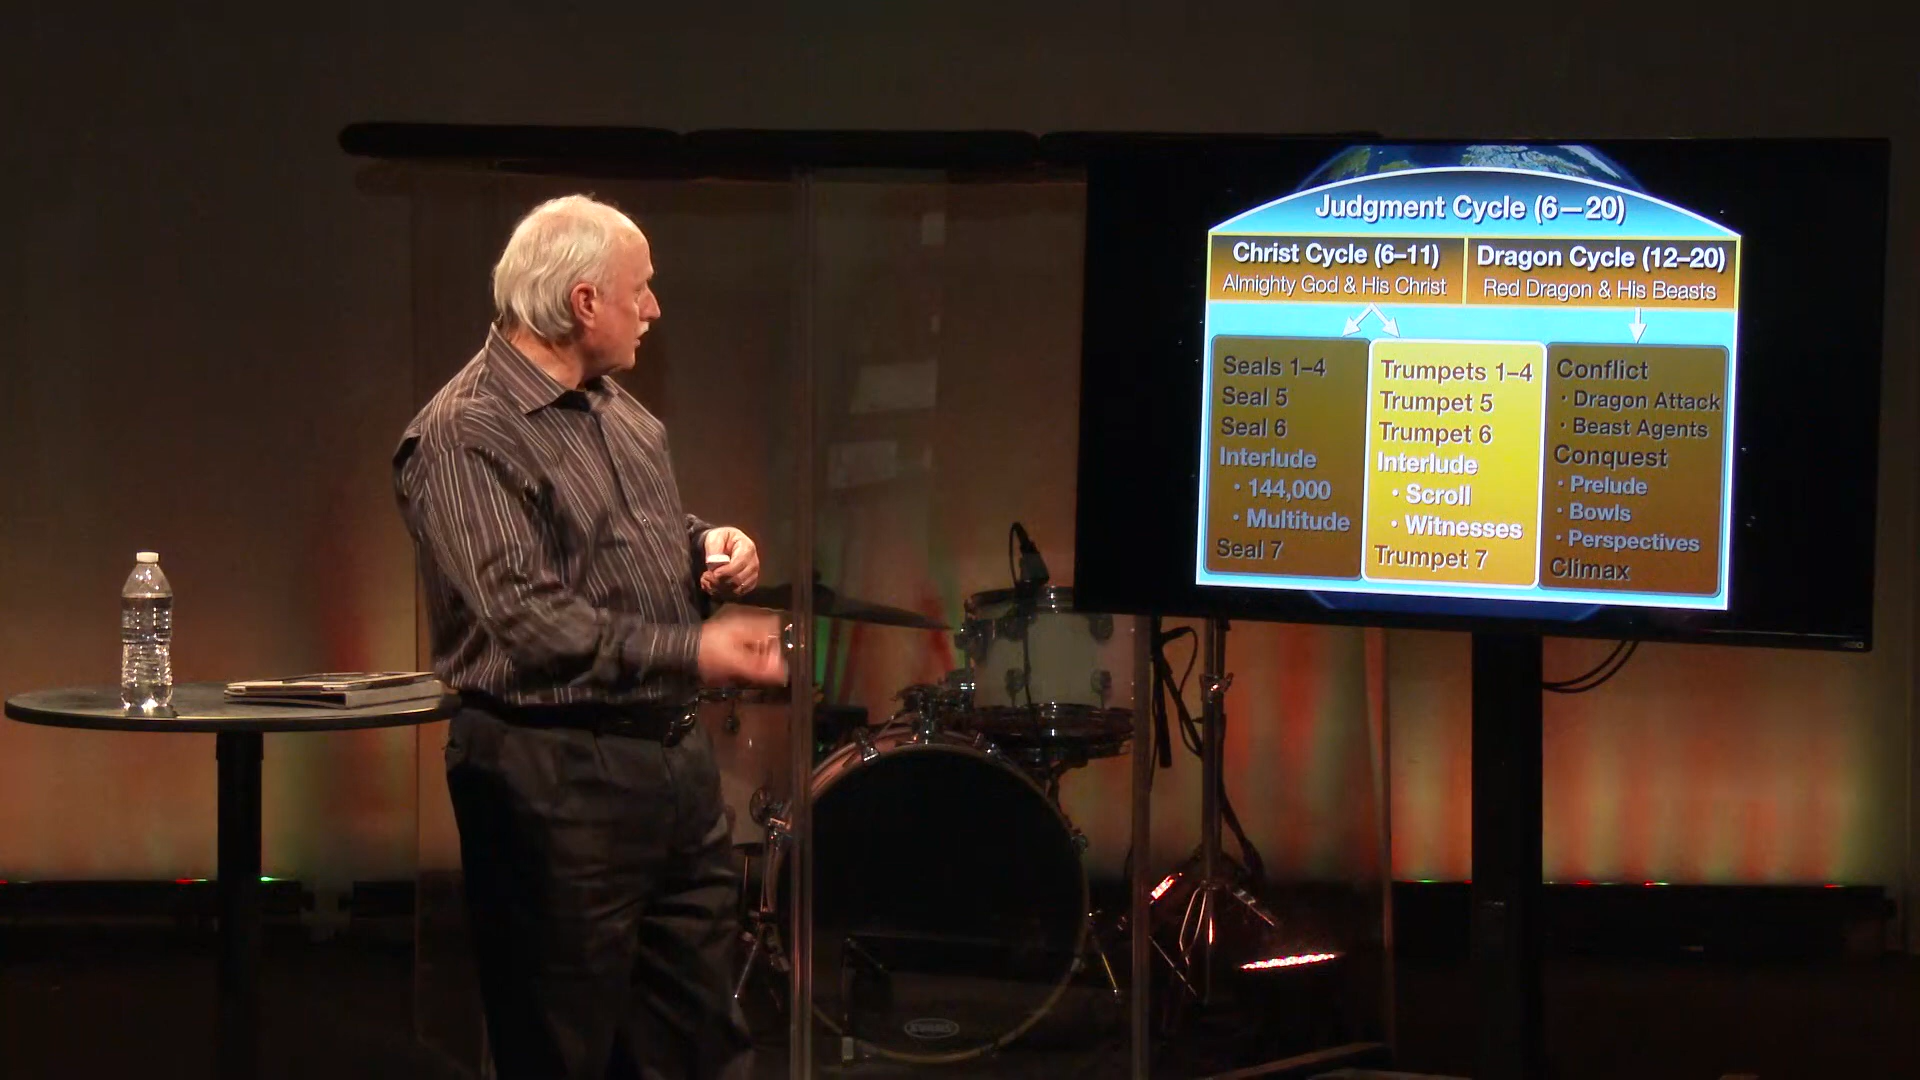 Judgment Cycle (6–20)
Christ Cycle (6–11)
Almighty God & His Christ
Dragon Cycle (12–20)
Red Dragon & His Beasts
Seals 1–4
Seal 5
Seal 6
Interlude
• 144,000
• Multitude
Seal 7
Trumpets 1–4
Trumpet 5
Trumpet 6
Interlude
• Scroll
• Witnesses
Trumpet 7
Conflict
• Dragon Attack
• Beast Agents
Conquest
• Prelude
• Bowls
• Perspectives
Climax
EVANS